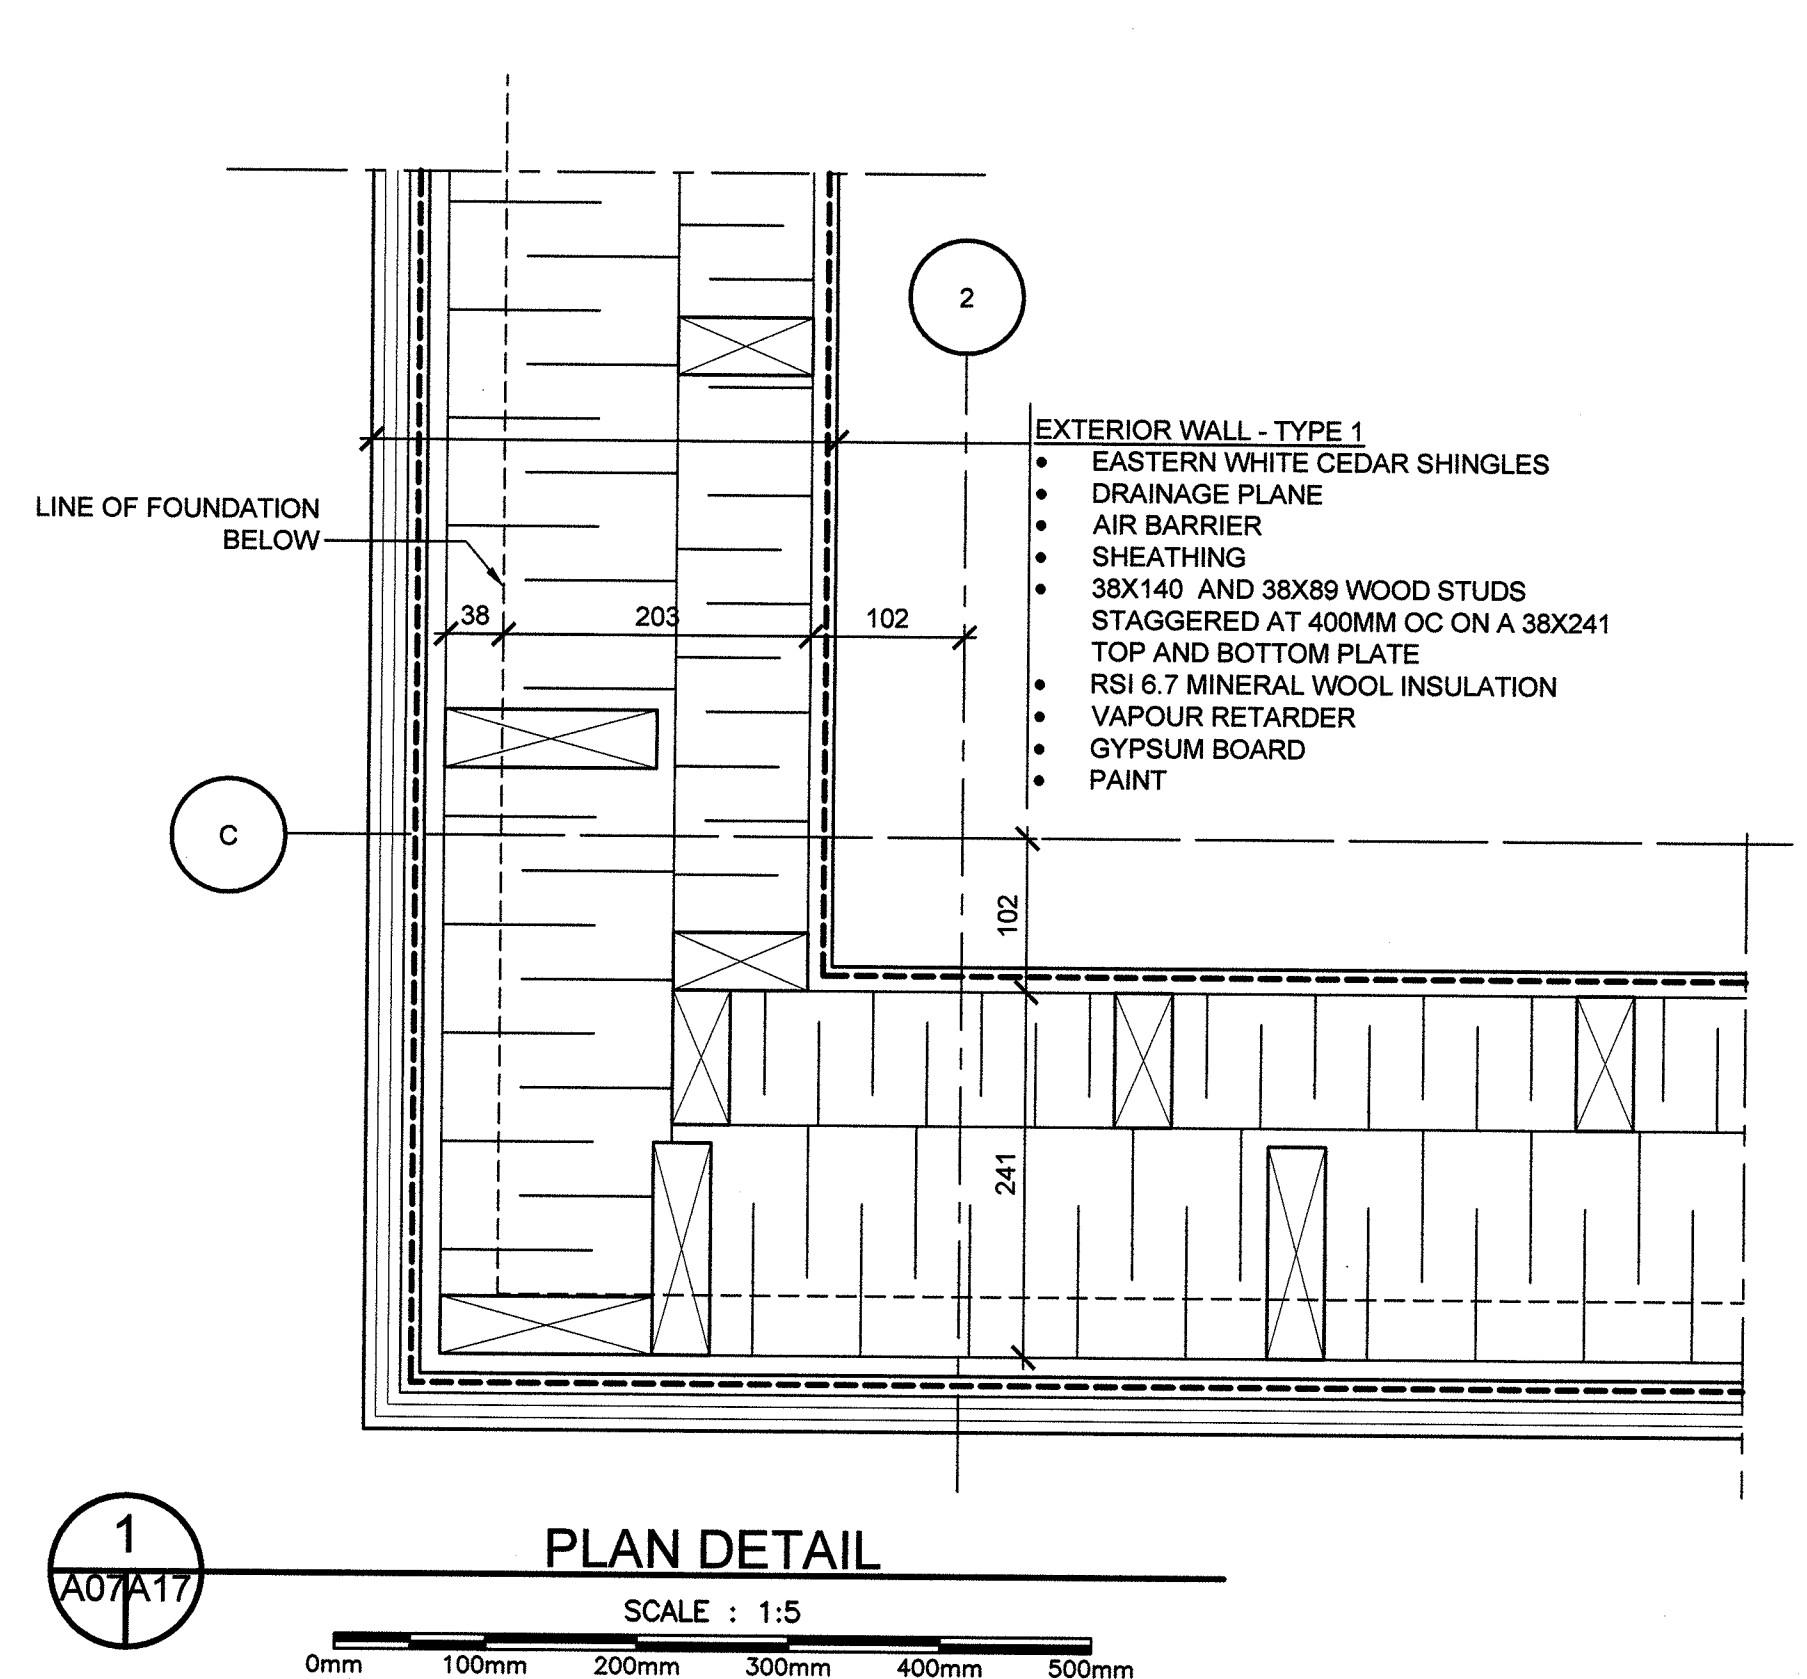 2
EXTERIOR WALL - TYPE 1
• EASTERN WHITE CEDAR SHINGLES
• DRAINAGE PLANE
• AIR BARRIER
• SHEATHING
• 38X140 AND 38X89 WOOD STUDS
STAGGERED AT 400MM OC ON A 38X241
TOP AND BOTTOM PLATE
• RSI 6.7 MINERAL WOOL INSULATION
• VAPOUR RETARDER
• GYPSUM BOARD
• PAINT
LINE OF FOUNDATION
BELOW
38 203 102
C
102
241
1
A07 A17
PLAN DETAIL
SCALE : 1:5
0mm 100mm 200mm 300mm 400mm 500mm